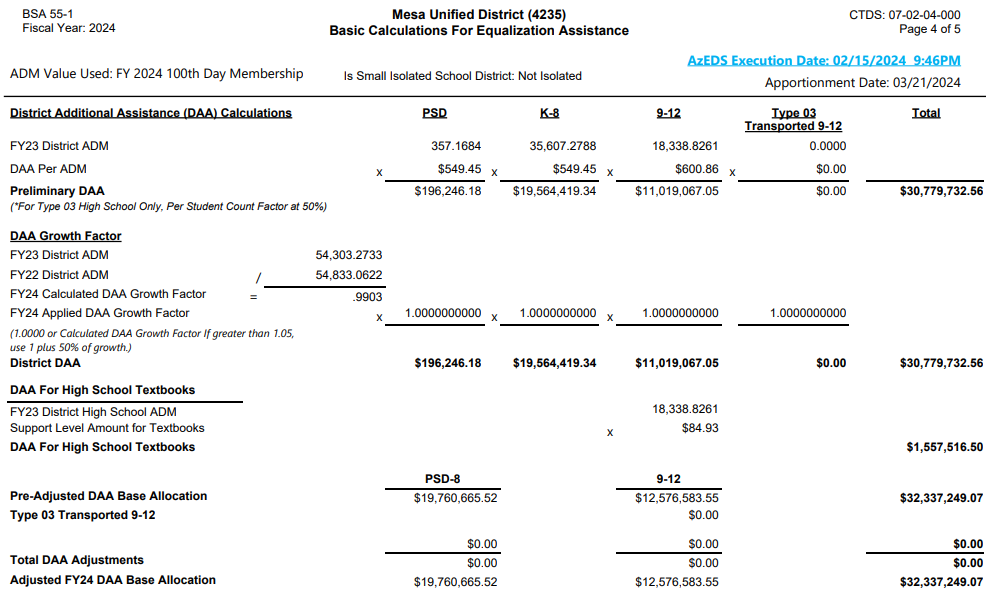 BSA 55-1
Mesa Unified District (4235)
CTDS: 07-02-04-000
Fiscal Year: 2024
Basic Calculations For Equalization Assistance
Page 4 of 5
AzEDS Execution Date: 02/15/2024 9:46PM
ADM Value Used: FY 2024 100th Day Membership
Is Small Isolated School District: Not Isolated
Apportionment Date: 03/21/2024
District Additional Assistance (DAA) Calculations PSD K-8 9-12 Type 03 Total
Transported 9-12
FY23 District ADM 357.1684 35,607.2788 18,338.8261 0.0000
DAA Per ADM x $549.45 x $549.45 x $600.86 x $0.00
Preliminary DAA $196,246.18 $19,564,419.34 $11,019,067.05 $0.00 $30,779,732.56
(*For Type 03 High School Only, Per Student Count Factor at 50%)
DAA Growth Factor
FY23 District ADM 54,303.2733
FY22 District ADM / 54,833.0622
FY24 Calculated DAA Growth Factor = .9903
FY24 Applied DAA Growth Factor x 1.0000000000 x 1.0000000000 x 1.0000000000 1.0000000000
(1.0000 or Calculated DAA Growth Factor If greater than 1.05,
use 1 plus 50% of growth.)
District DAA $196,246.18 $19,564,419.34 $11,019,067.05 $0.00 $30,779,732.56
DAA For High School Textbooks
FY23 District High School ADM 18,338.8261
Support Level Amount for Textbooks x $84.93
DAA For High School Textbooks $1,557,516.50
PSD-8 9-12
Pre-Adjusted DAA Base Allocation $19,760,665.52 $12,576,583.55 $32,337,249.07
Type 03 Transported 9-12 $0.00
$0.00 $0.00 $0.00
Total DAA Adjustments $0.00 $0.00 $0.00
Adjusted FY24 DAA Base Allocation $19,760,665.52 $12,576,583.55 $32,337,249.07